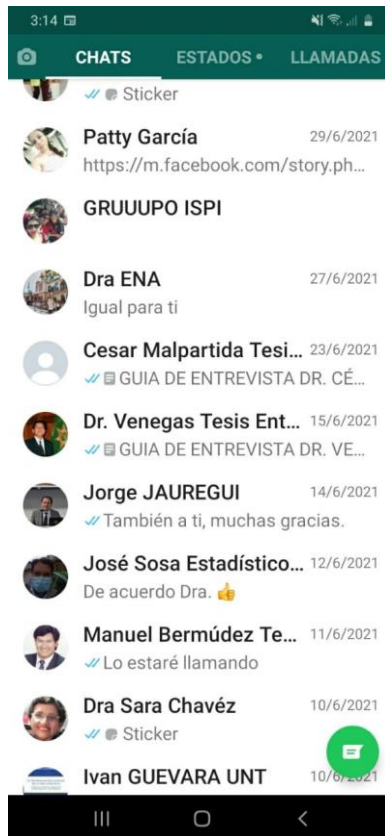 3:14
CHATS ESTADOS LLAMADAS
Sticker
Patty García 29/6/2021
https://m.facebook.com/story.ph...
GRUUUPO ISPI
Dra ENA 27/6/2021
Igual para ti
Cesar Malpartida Tesi... 23/6/2021
GUIA DE ENTREVISTA DR. CÉ...
Dr. Venegas Tesis Ent... 15/6/2021
GUIA DE ENTREVISTA DR. VE...
Jorge JAUREGUI 14/6/2021
También a ti, muchas gracias.
José Sosa Estadístico... 12/6/2021
De acuerdo Dra. 👍
Manuel Bermúdez Te... 11/6/2021
Lo estaré llamando
Dra Sara Chavéz 10/6/2021
Sticker
Ivan GUEVARA UNT 10/6/2021